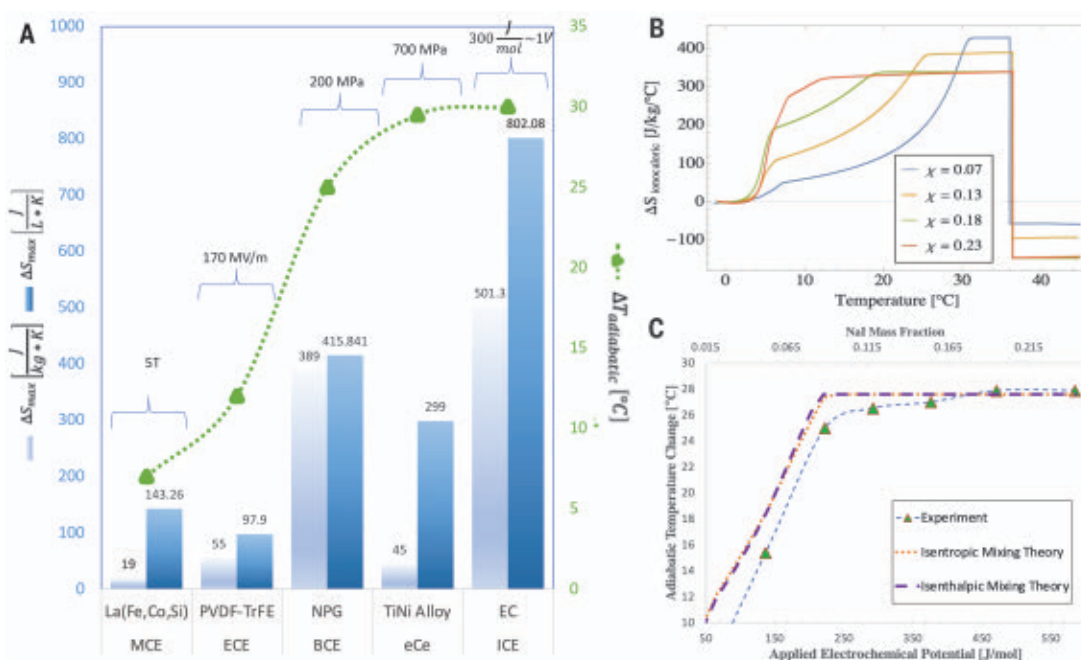 A
1000
900
800
700
600
500
400
300
200
100
0
ΔSmax [J / kg * K]
ΔSmax [J / L * K]
35
30
25
20
10
5
0
ΔTadiabatic [°C]
5T
170 MV/m
200 MPa
700 MPa
300 J/mol ~1V
19
143.26
55
97.9
389
415.841
45
299
501.3
802.08
La(Fe,Co,Si) PVDF-TrFE NPG TiNi Alloy EC
MCE ECE BCE eCe ICE
B
400
300
200
100
0
−100
ΔS ionocaloric [J/kg/°C]
χ = 0.07
χ = 0.13
χ = 0.18
χ = 0.23
0 10 20 30 40
Temperature [°C]
C
NaI Mass Fraction
0.015 0.065 0.115 0.165 0.215
30
28
26
24
22
20
18
16
14
12
10
Adiabatic Temperature Change [°C]
Experiment
Isentropic Mixing Theory
Isenthalpic Mixing Theory
50 150 250 350 450 550
Applied Electrochemical Potential [J/mol]